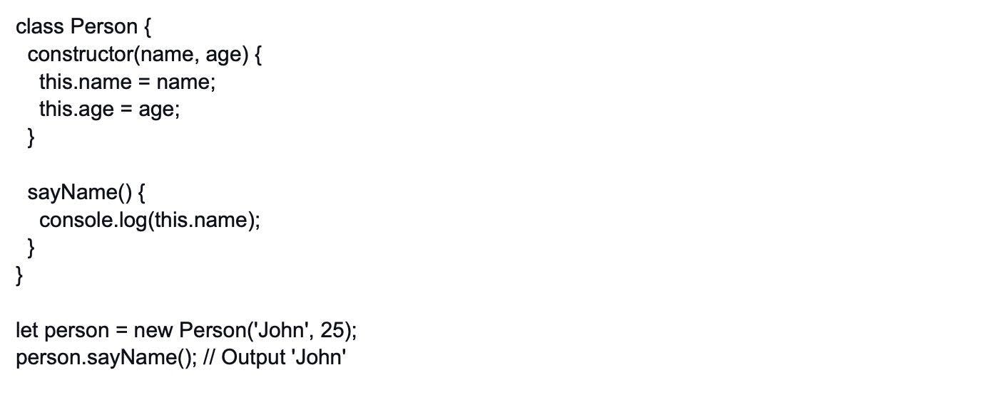 class Person {
  constructor(name, age) {
    this.name = name;
    this.age = age;
  }

  sayName() {
    console.log(this.name);
  }
}

let person = new Person('John', 25);
person.sayName(); // Output 'John'